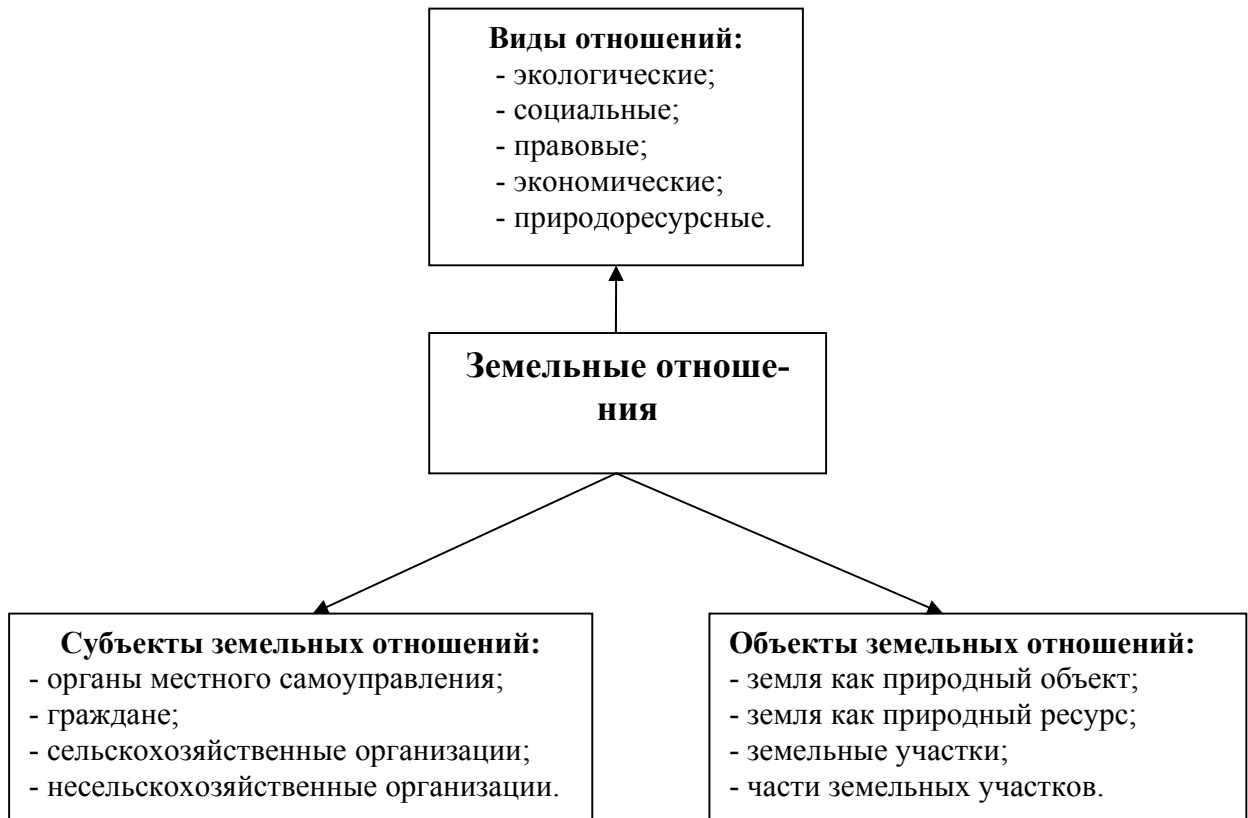 Виды отношений:
- экологические;
- социальные;
- правовые;
- экономические;
- природоресурсные.
Земельные отноше-
ния
Субъекты земельных отношений:
- органы местного самоуправления;
- граждане;
- сельскохозяйственные организации;
- несельскохозяйственные организации.
Объекты земельных отношений:
- земля как природный объект;
- земля как природный ресурс;
- земельные участки;
- части земельных участков.